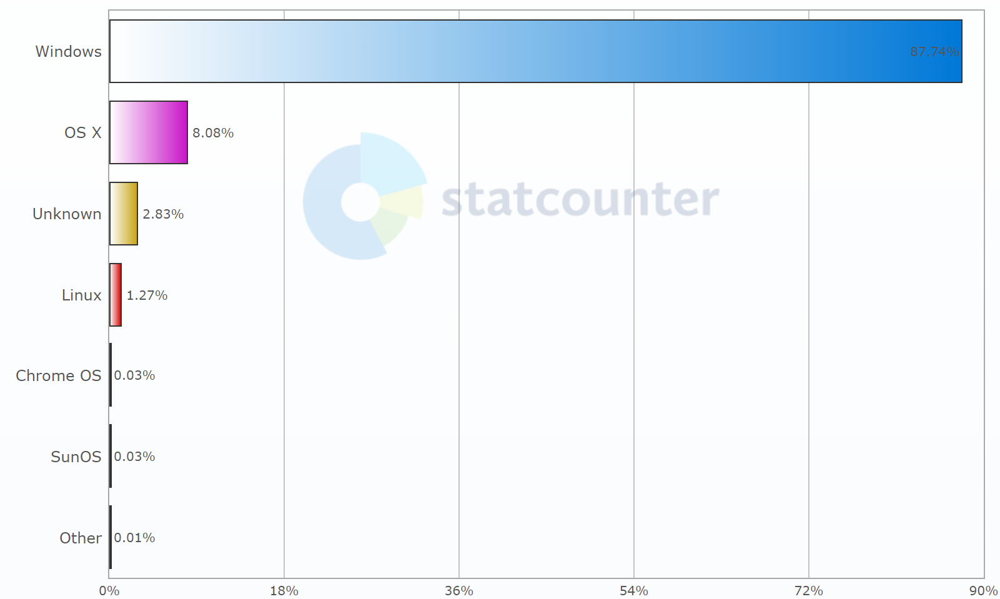 Windows 87.74%
OS X 8.08%
statcounter
Unknown 2.83%
Linux 1.27%
Chrome OS 0.03%
SunOS 0.03%
Other 0.01%
0% 18% 36% 54% 72% 90%